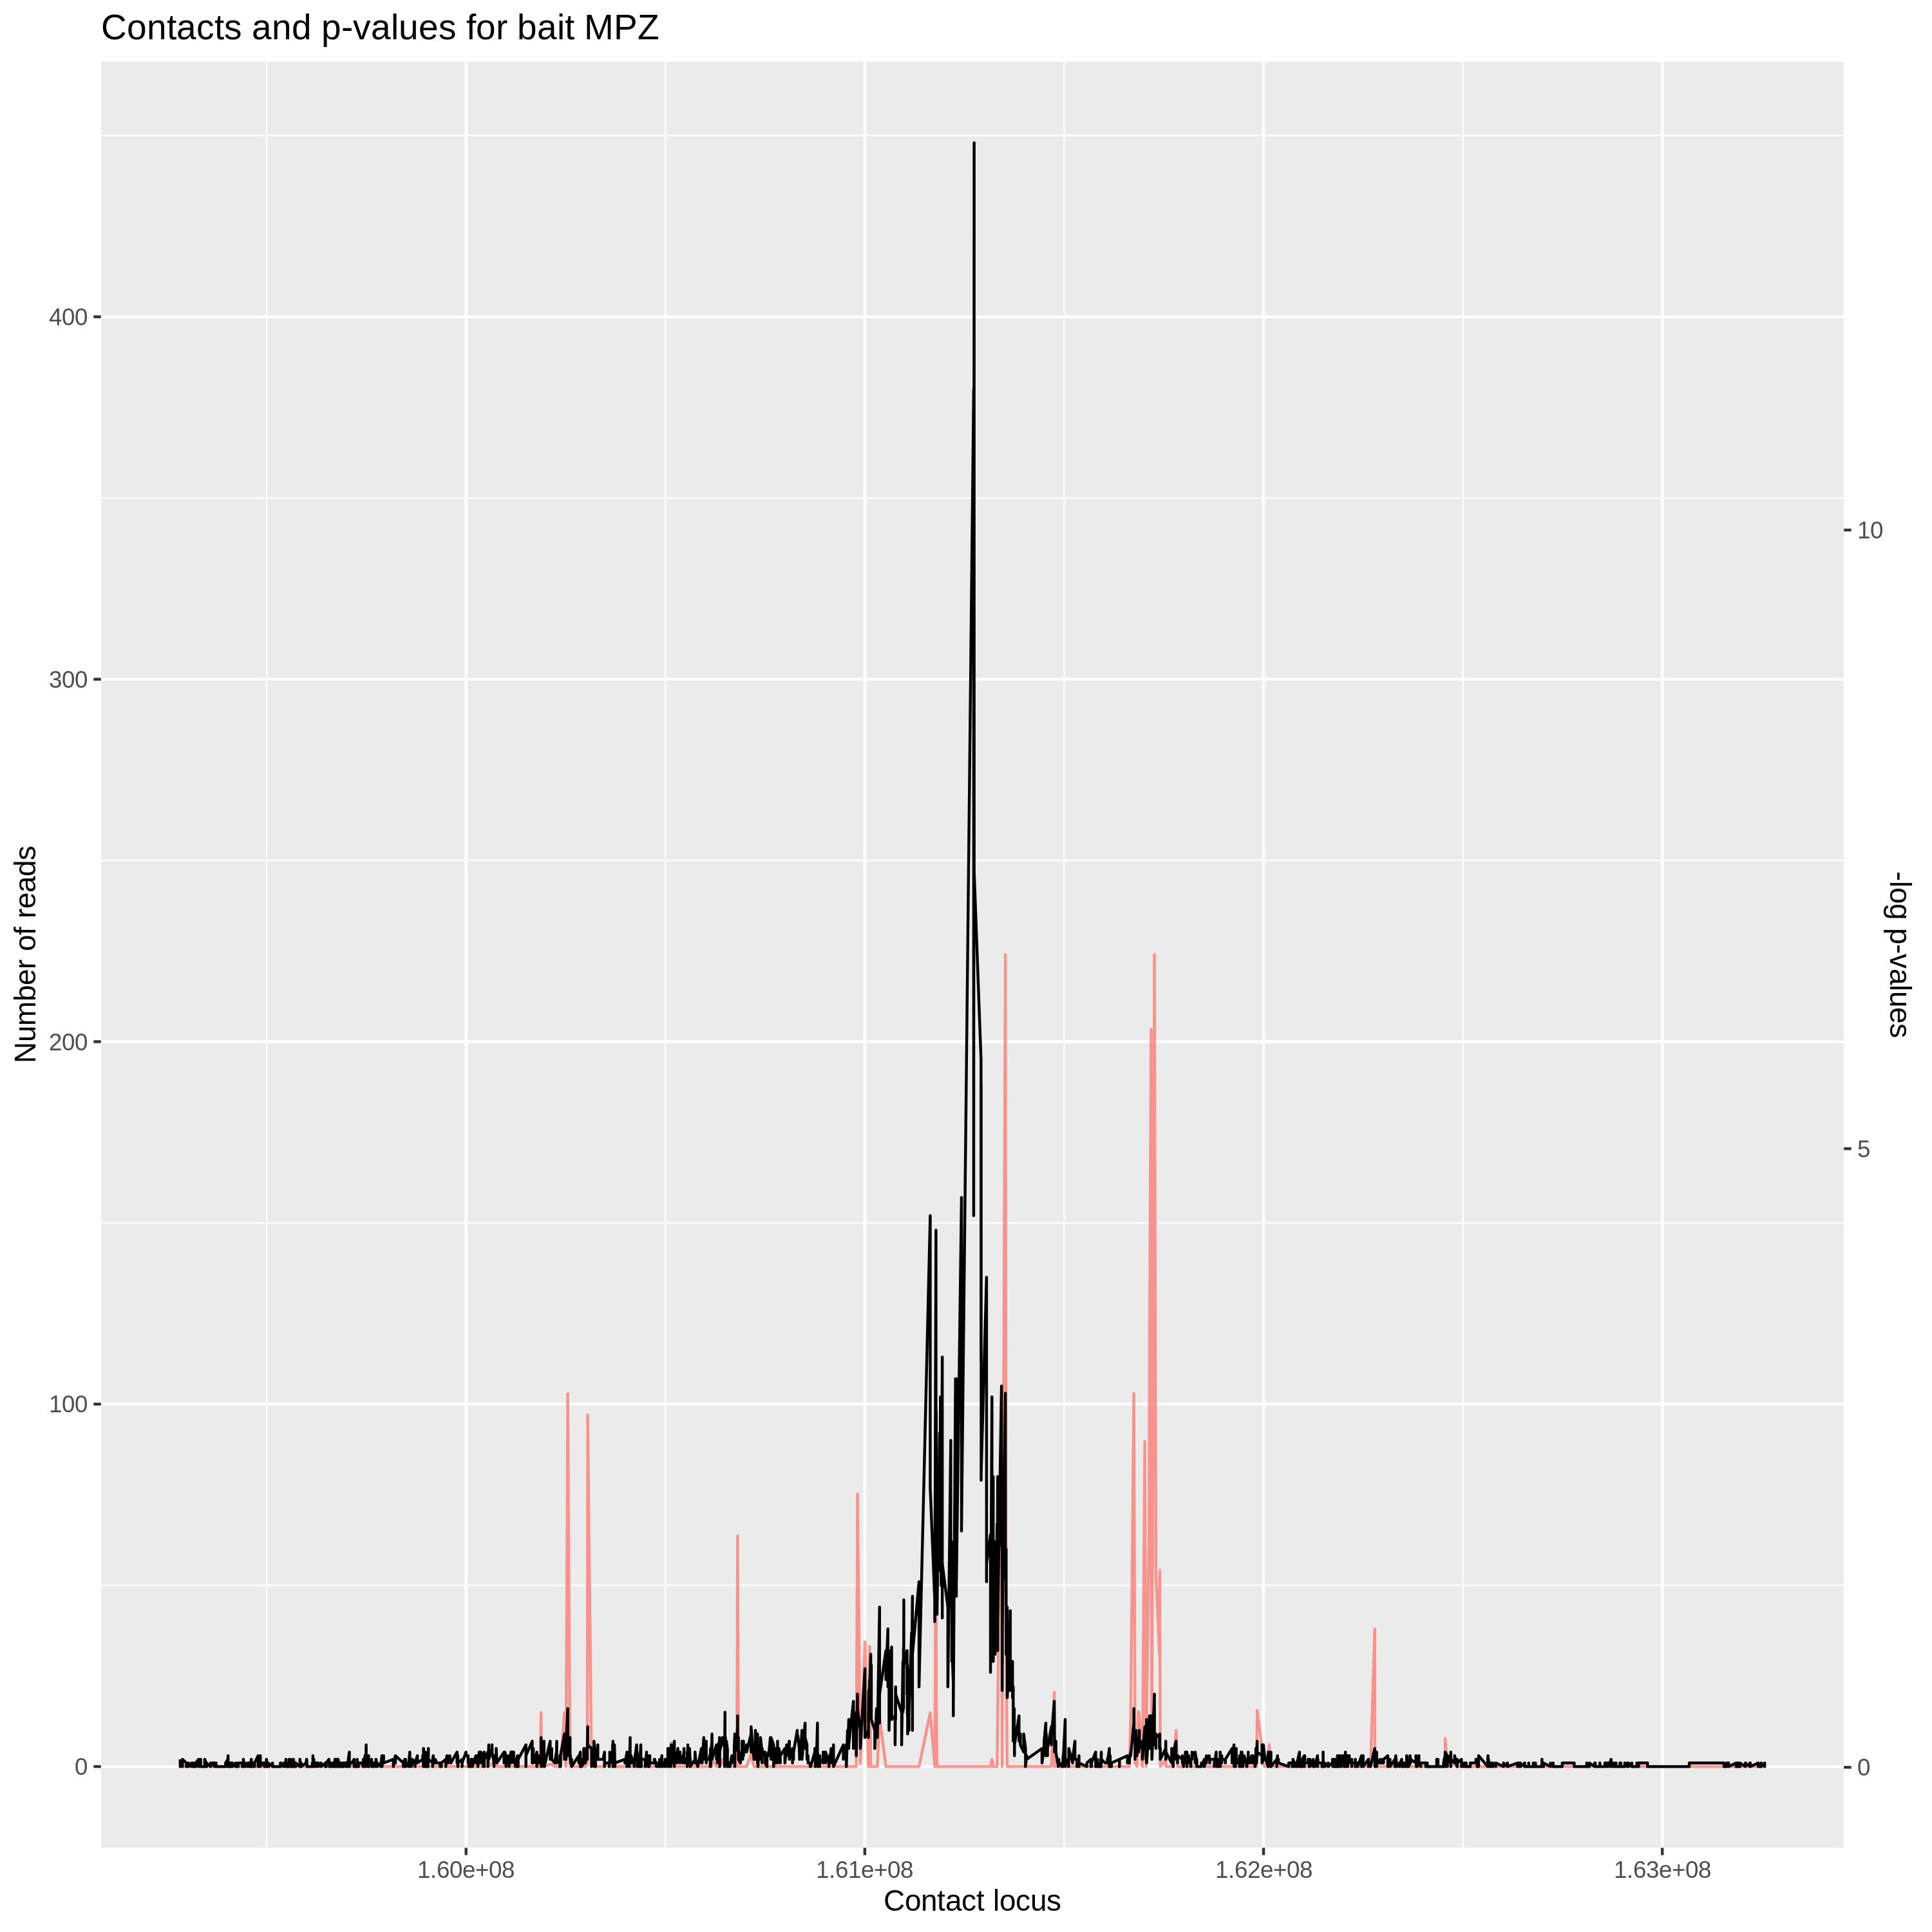 Contacts and p-values for bait MPZ
400
300
200
100
0
Number of reads
10
5
0
-log p-values
1.60e+08
1.61e+08
1.62e+08
1.63e+08
Contact locus